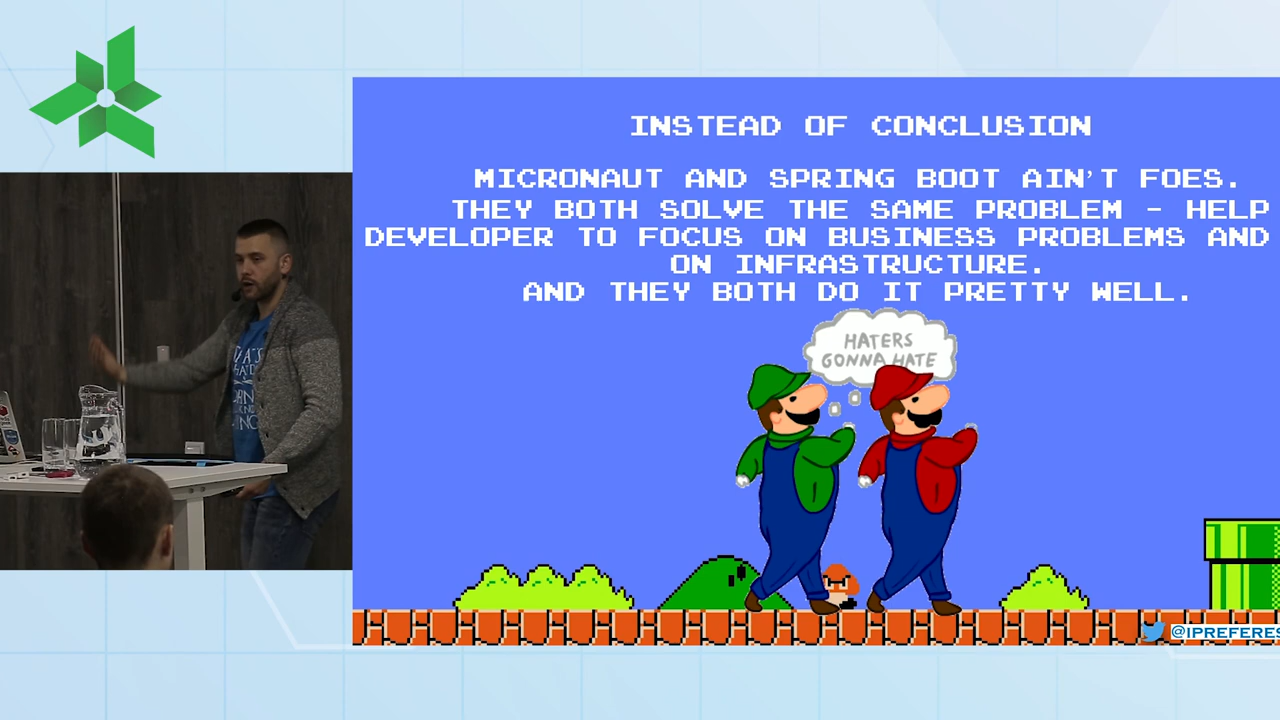 INSTEAD OF CONCLUSION
MICRONAUT AND SPRING BOOT AIN'T FOES.
THEY BOTH SOLVE THE SAME PROBLEM - HELP
DEVELOPER TO FOCUS ON BUSINESS PROBLEMS AND
ON INFRASTRUCTURE.
AND THEY BOTH DO IT PRETTY WELL.
HATERS
GONNA HATE
@IPREFERES